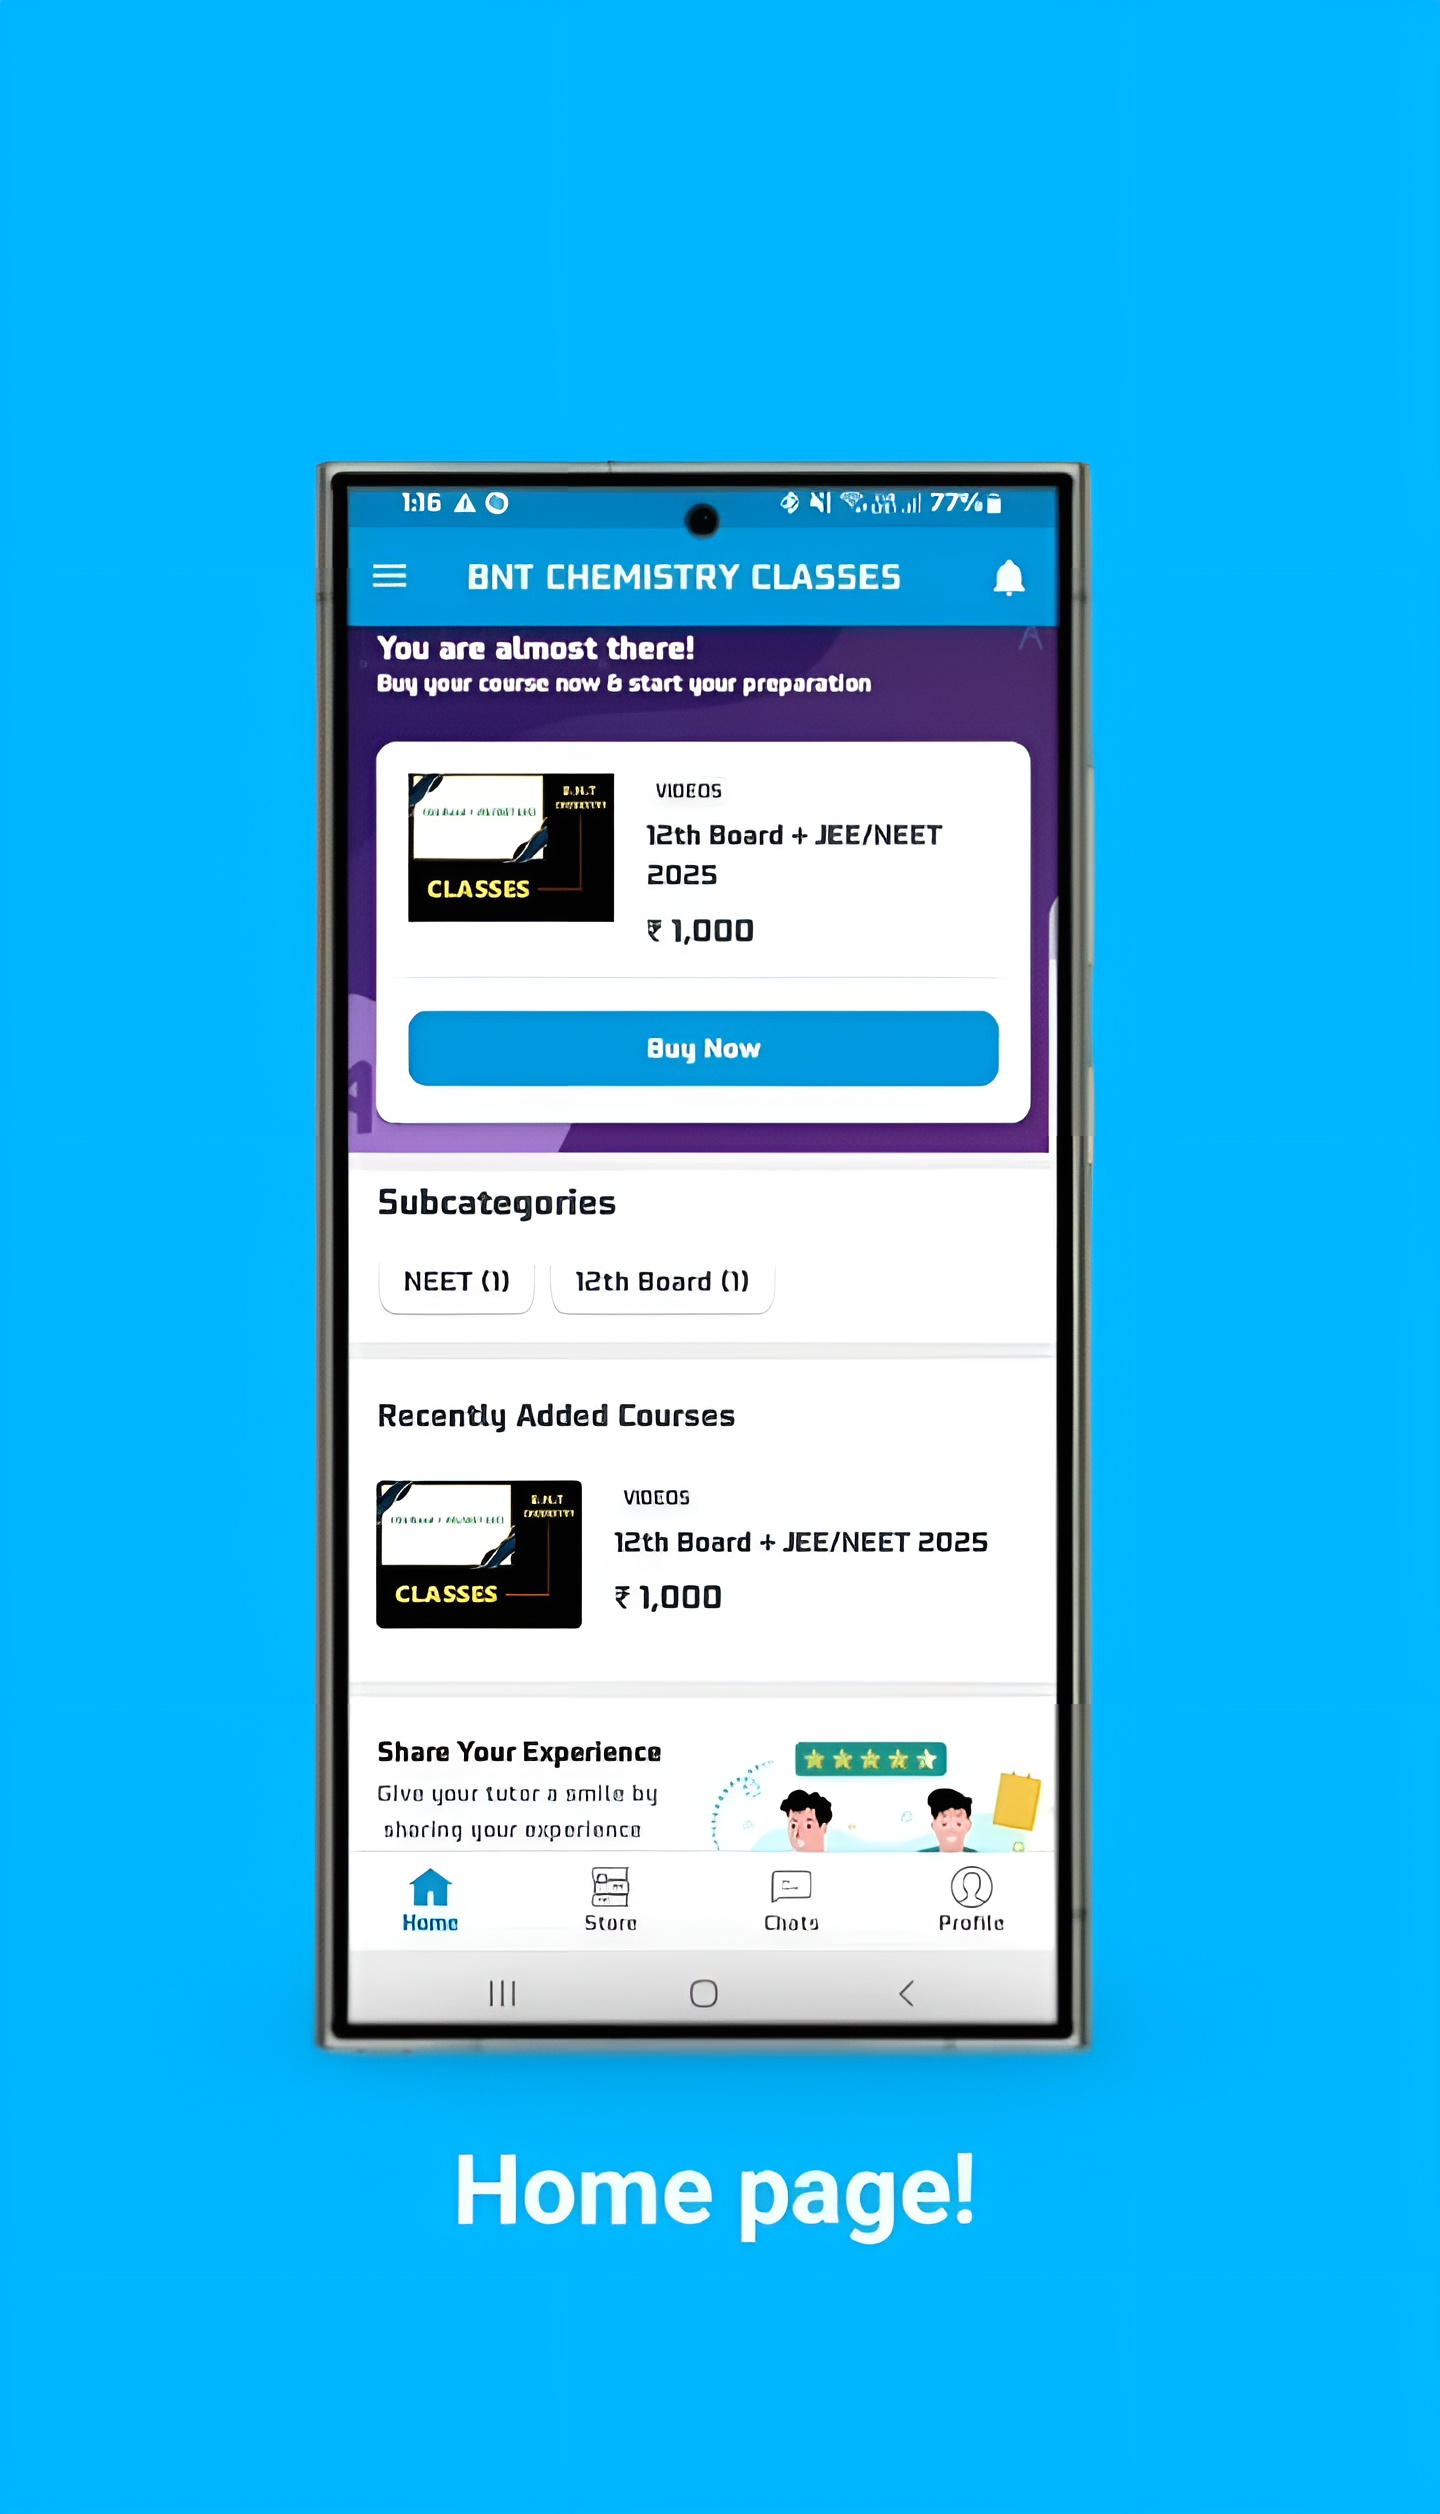 1:16
77%
BNT CHEMISTRY CLASSES
You are almost there!
Buy your course now & start your preparation
B.N.T
CLASSES
VIDEOS
12th Board + JEE/NEET
2025
₹ 1,000
Buy Now
Subcategories
NEET (1)
12th Board (1)
Recently Added Courses
B.N.T
CLASSES
VIDEOS
12th Board + JEE/NEET 2025
₹ 1,000
Share Your Experience
Give your tutor a smile by
sharing your experience
Home
Store
Chats
Profile
Home page!